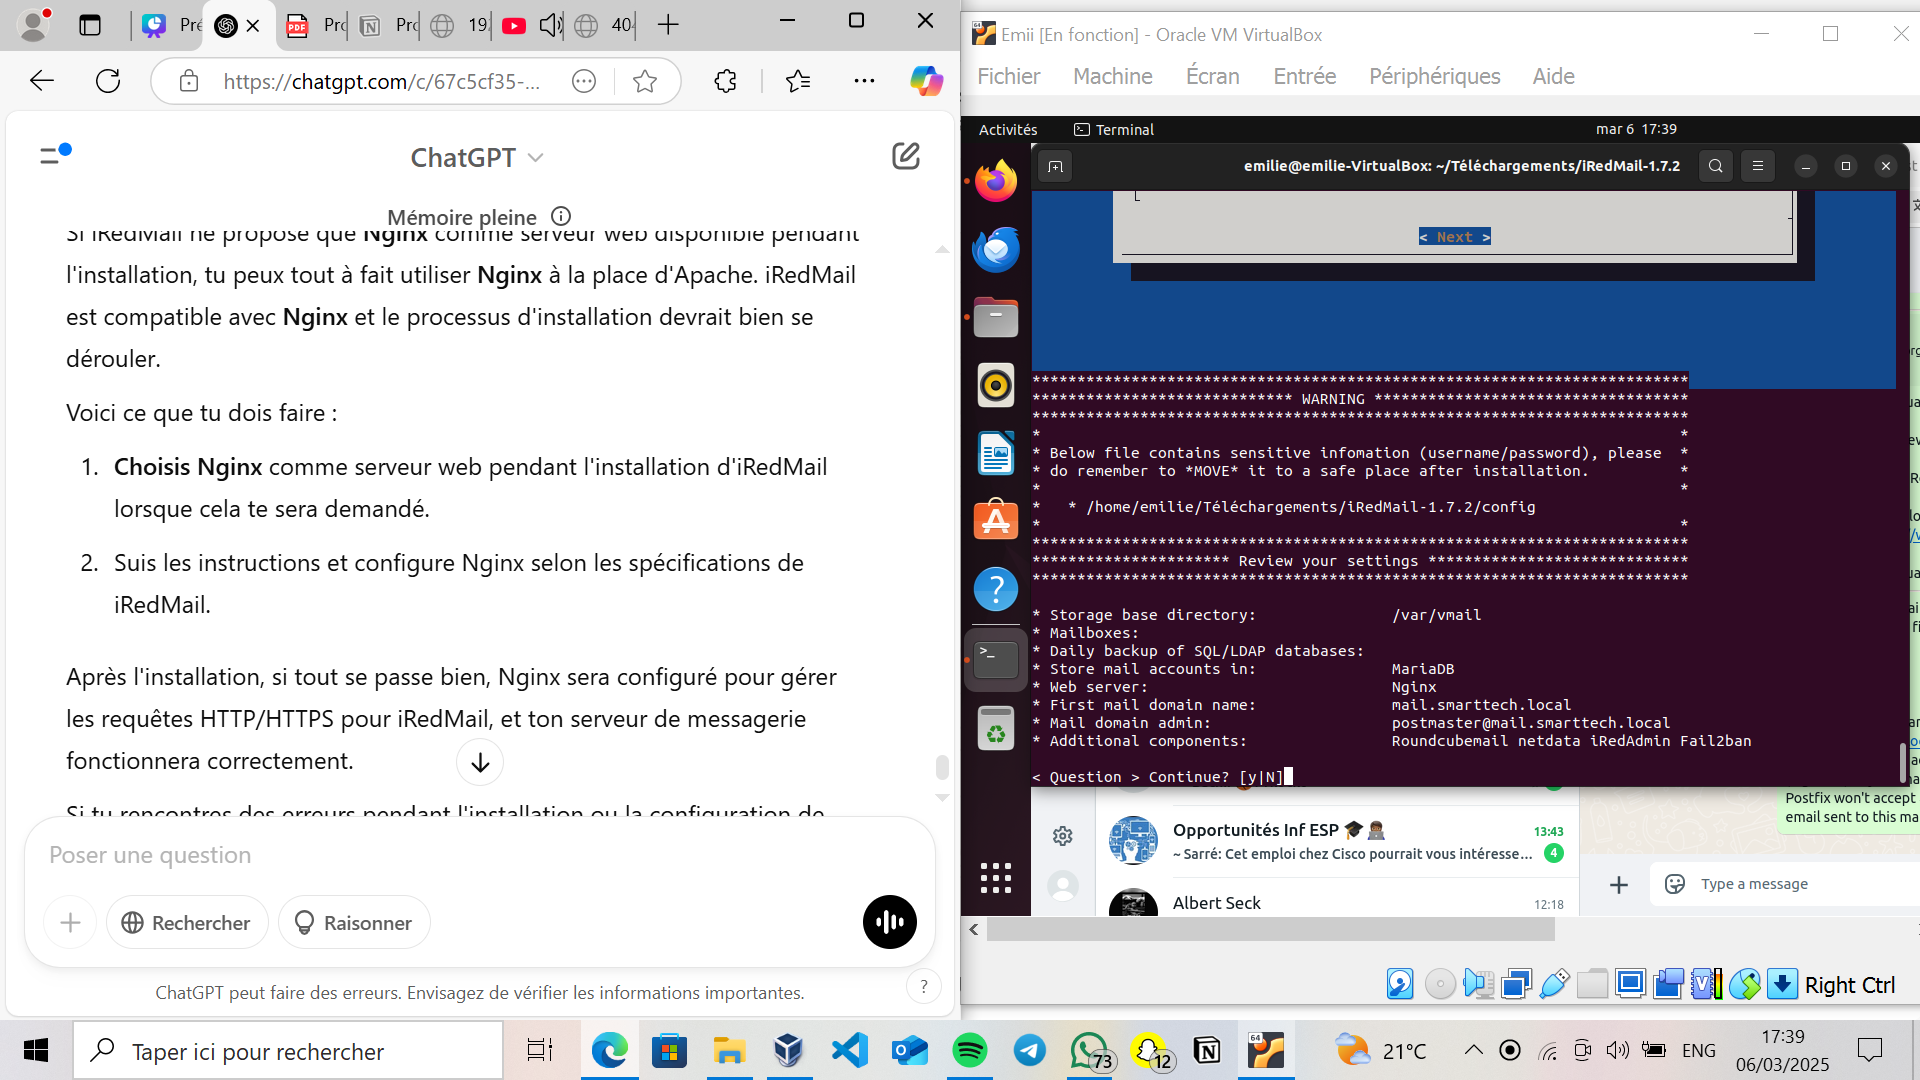 Pré
Pro
Pro
19:
404
https://chatgpt.com/c/67c5cf35-...
ChatGPT
Mémoire pleine
Si iRedMail ne propose que Nginx comme serveur web disponible pendant
l'installation, tu peux tout à fait utiliser Nginx à la place d'Apache. iRedMail
est compatible avec Nginx et le processus d'installation devrait bien se
dérouler.
Voici ce que tu dois faire :
1. Choisis Nginx comme serveur web pendant l'installation d'iRedMail
lorsque cela te sera demandé.
2. Suis les instructions et configure Nginx selon les spécifications de
iRedMail.
Après l'installation, si tout se passe bien, Nginx sera configuré pour gérer
les requêtes HTTP/HTTPS pour iRedMail, et ton serveur de messagerie
fonctionnera correctement.
Si tu rencontres des erreurs pendant l'installation ou la configuration de
Poser une question
Rechercher
Raisonner
?
ChatGPT peut faire des erreurs. Envisagez de vérifier les informations importantes.
Emii [En fonction] - Oracle VM VirtualBox
Fichier Machine Écran Entrée Périphériques Aide
Activités Terminal mar 6 17:39
emilie@emilie-VirtualBox: ~/Téléchargements/iRedMail-1.7.2
< Next >
*************************************************************************
***************************** WARNING ***********************************
*************************************************************************
* *
* Below file contains sensitive infomation (username/password), please *
* do remember to *MOVE* it to a safe place after installation. *
* *
* * /home/emilie/Téléchargements/iRedMail-1.7.2/config
* *
*************************************************************************
********************** Review your settings *****************************
*************************************************************************
* Storage base directory: /var/vmail
* Mailboxes:
* Daily backup of SQL/LDAP databases:
* Store mail accounts in: MariaDB
* Web server: Nginx
* First mail domain name: mail.smarttech.local
* Mail domain admin: postmaster@mail.smarttech.local
* Additional components: Roundcubemail netdata iRedAdmin Fail2ban
< Question > Continue? [y|N]
Opportunités Inf ESP 13:43
~ Sarré: Cet emploi chez Cisco pourrait vous intéresse... 4
Albert Seck 12:18
Postfix won't accept
email sent to this ma
Type a message
Right Ctrl
Taper ici pour rechercher
73
12
64
21°C
ENG
17:39
06/03/2025